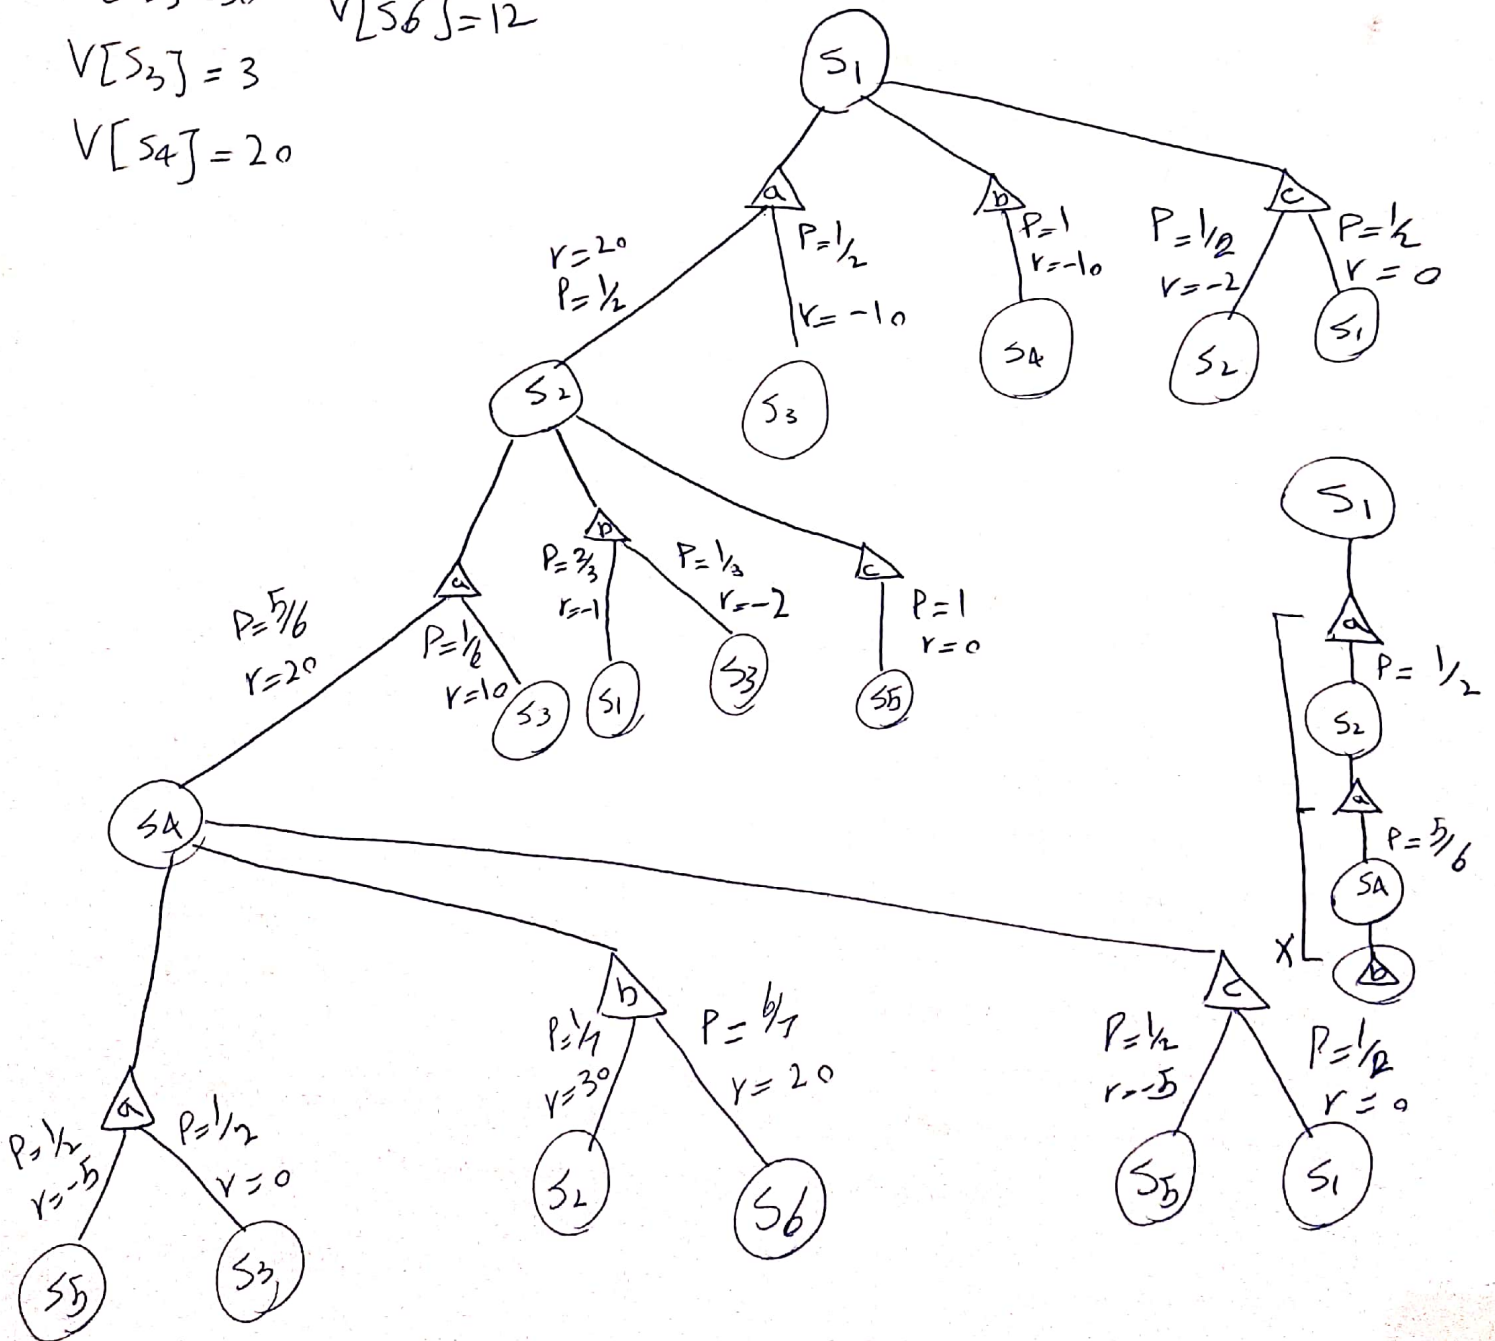 V[S6]=12
V[S3]=3
V[S4]=20
S1
a
b
c
r=20
P=1/2
P=1/2
r=-10
P=1
r=-10
P=1/2
r=-2
P=1/2
r=0
S2
S3
S4
S2
S1
a
b
c
P=5/6
r=20
P=1/6
r=10
P=2/3
r=-1
P=1/3
r=-2
P=1
r=0
S4
S3
S1
S3
S5
a
b
c
P=1/2
r=-5
P=1/2
r=0
P=1/7
r=30
P=6/7
r=20
P=1/2
r=-5
P=1/2
r=0
S5
S3
S2
S6
S5
S1
S1
a
P=1/2
S2
a
P=5/6
S4
X
b